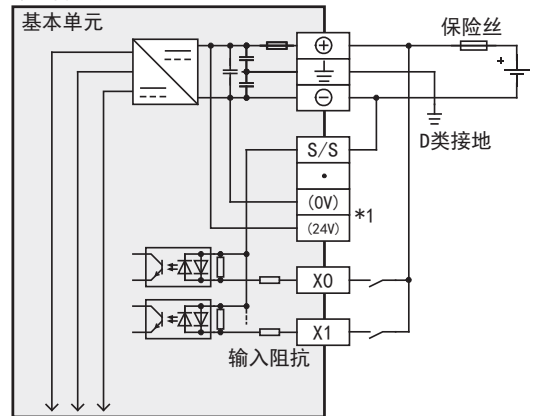 基本单元
保险丝
⊕
+
⊖
D类接地
S/S
•
(0V)
*1
(24V)
X0
X1
输入阻抗